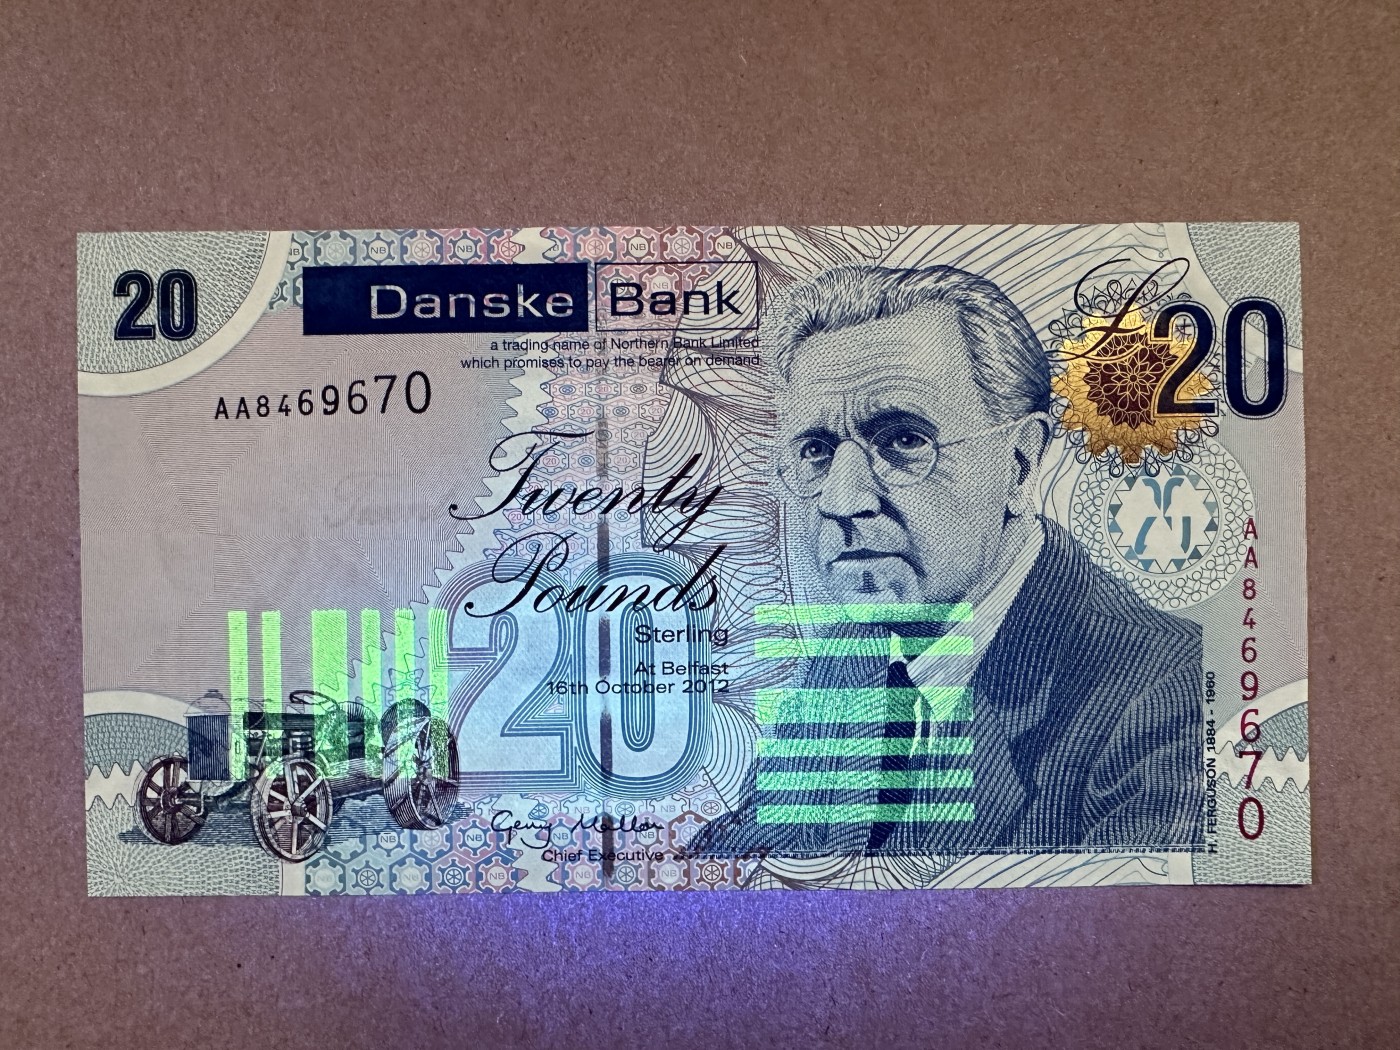 20
Danske Bank
a trading name of Northern Bank Limited
which promises to pay the bearer on demand
£20
AA8469670
Twenty
Pounds
Sterling
At Belfast
16th October 2012
20
Chief Executive
AA8469670
H. FERGUSON 1884 - 1960
NB